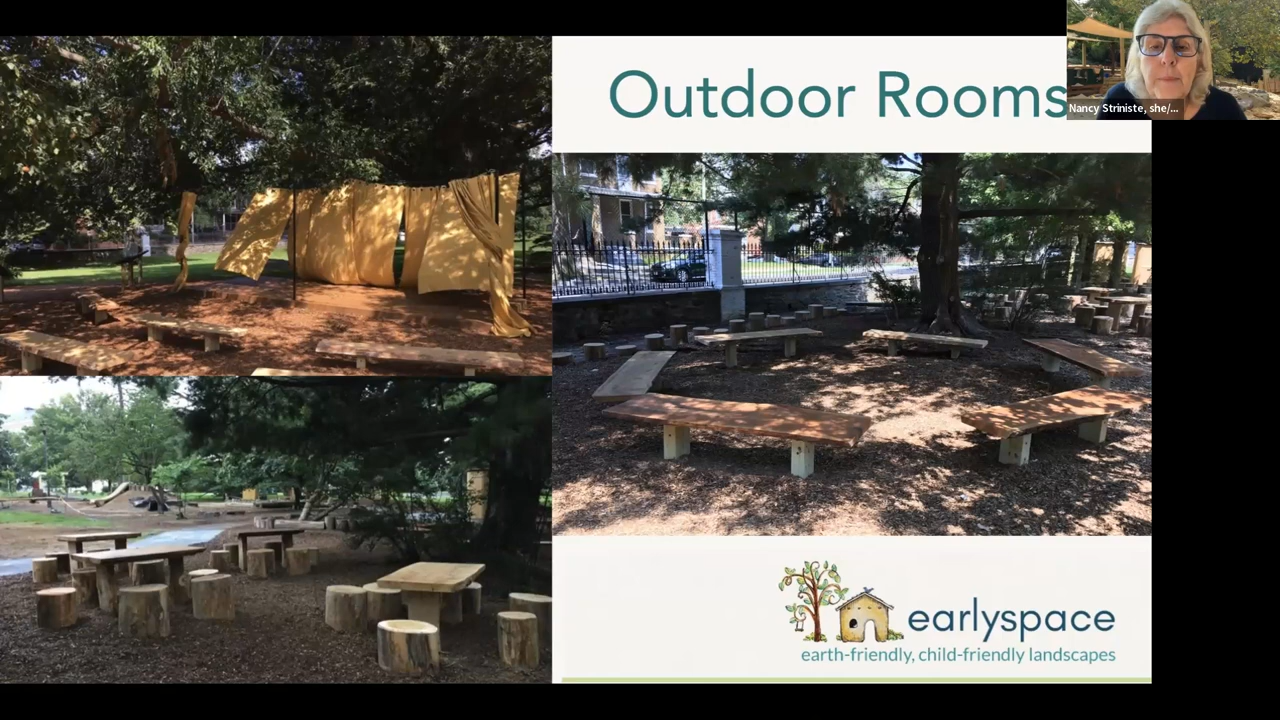 Outdoor Rooms
Nancy Striniste, she/...
earlyspace
earth-friendly, child-friendly landscapes